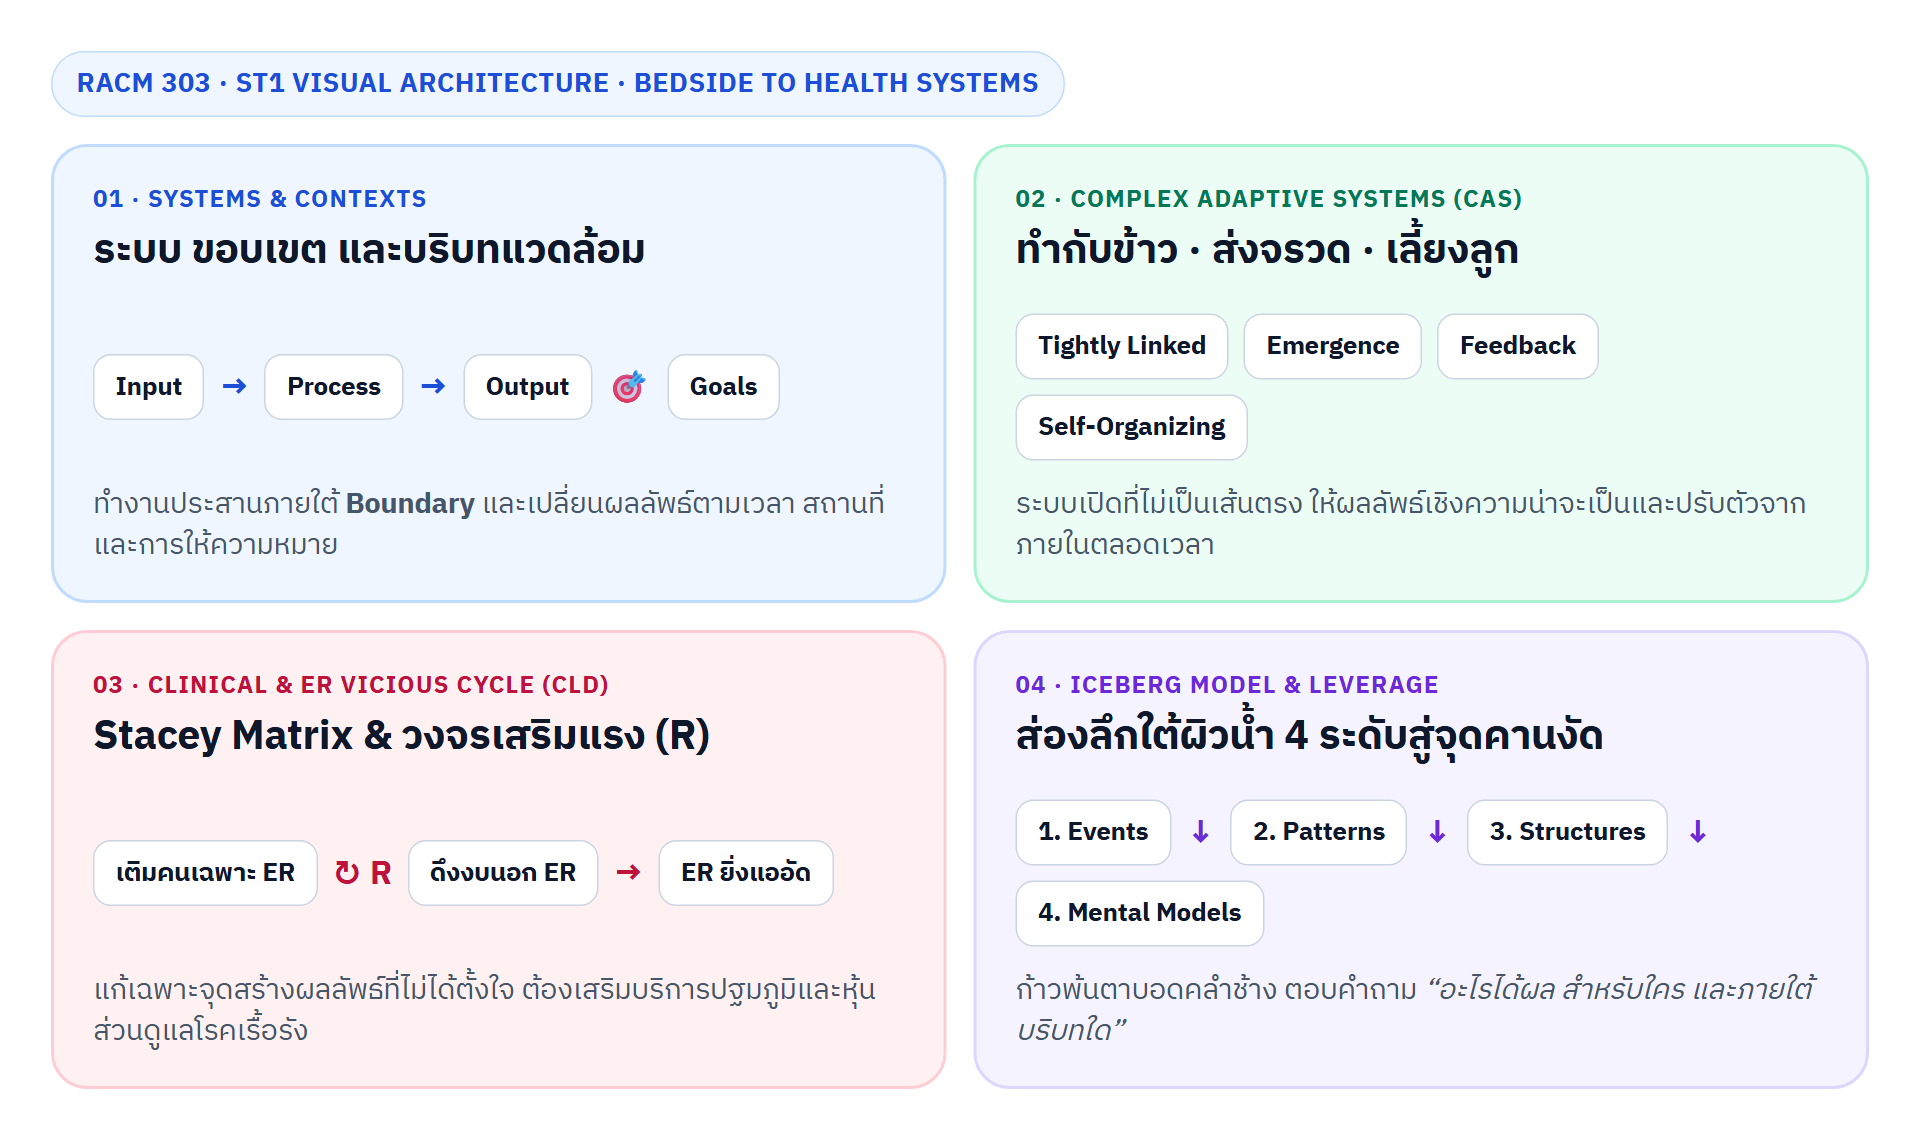 RACM 303 · ST1 VISUAL ARCHITECTURE · BEDSIDE TO HEALTH SYSTEMS
01 · SYSTEMS & CONTEXTS
ระบบ ขอบเขต และบริบทแวดล้อม
Input → Process → Output 🎯 Goals
ทำงานประสานภายใต้ Boundary และเปลี่ยนผลลัพธ์ตามเวลา สถานที่
และการให้ความหมาย
02 · COMPLEX ADAPTIVE SYSTEMS (CAS)
ทำกับข้าว · ส่งจรวด · เลี้ยงลูก
Tightly Linked Emergence Feedback
Self-Organizing
ระบบเปิดที่ไม่เป็นเส้นตรง ให้ผลลัพธ์เชิงความน่าจะเป็นและปรับตัวจาก
ภายในตลอดเวลา
03 · CLINICAL & ER VICIOUS CYCLE (CLD)
Stacey Matrix & วงจรเสริมแรง (R)
เติมคนเฉพาะ ER ↻ R ดึงงบนอก ER → ER ยิ่งแออัด
แก้เฉพาะจุดสร้างผลลัพธ์ที่ไม่ได้ตั้งใจ ต้องเสริมบริการปฐมภูมิและหุ้น
ส่วนดูแลโรคเรื้อรัง
04 · ICEBERG MODEL & LEVERAGE
ส่องลึกใต้ผิวน้ำ 4 ระดับสู่จุดคานงัด
1. Events ↓ 2. Patterns ↓ 3. Structures ↓
4. Mental Models
ก้าวพ้นตาบอดคลำช้าง ตอบคำถาม “อะไรได้ผล สำหรับใคร และภายใต้
บริบทใด”